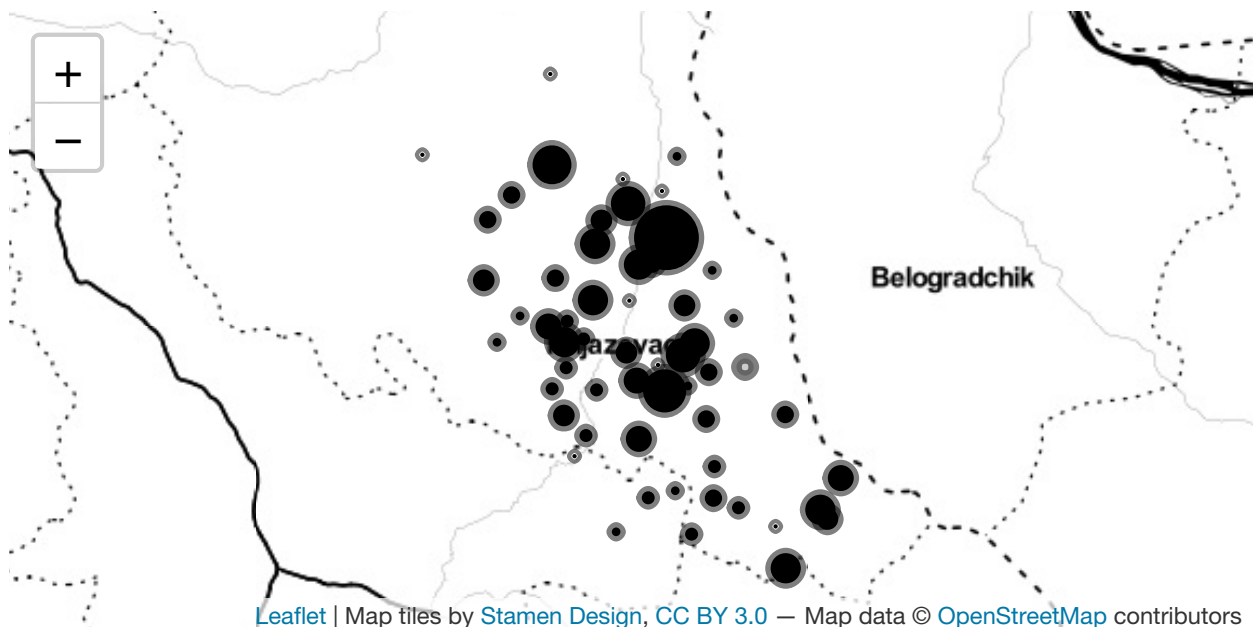 +
−
Belogradchik
Leaflet | Map tiles by Stamen Design, CC BY 3.0 — Map data © OpenStreetMap contributors